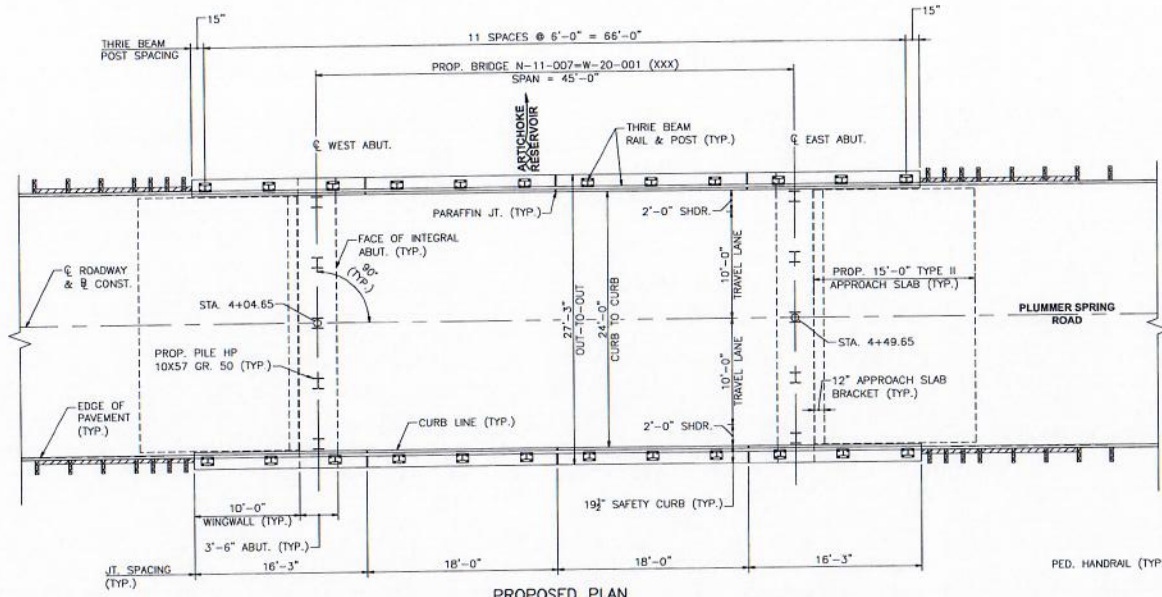 15"
15"
THRIE BEAM
POST SPACING
11 SPACES @ 6'-0" = 66'-0"
PROP. BRIDGE N-11-007=W-20-001 (XXX)
SPAN = 45'-0"
ARTICHOKE
RESERVOIR
THRIE BEAM
RAIL & POST (TYP.)
℄ WEST ABUT.
℄ EAST ABUT.
PARAFFIN JT. (TYP.)
2'-0" SHDR.
FACE OF INTEGRAL
ABUT. (TYP.)
90°
(TYP.)
℄ ROADWAY
& B CONST.
STA. 4+04.65
27'-3"
OUT-TO-OUT
24'-0"
CURB TO CURB
10'-0"
TRAVEL LANE
PROP. 15'-0" TYPE II
APPROACH SLAB (TYP.)
PLUMMER SPRING
ROAD
STA. 4+49.65
PROP. PILE HP
10X57 GR. 50 (TYP.)
10'-0"
TRAVEL LANE
12" APPROACH SLAB
BRACKET (TYP.)
EDGE OF
PAVEMENT
(TYP.)
CURB LINE (TYP.)
2'-0" SHDR.
19½" SAFETY CURB (TYP.)
10'-0"
WINGWALL (TYP.)
3'-6" ABUT. (TYP.)
JT. SPACING
(TYP.)
16'-3"
18'-0"
18'-0"
16'-3"
PED. HANDRAIL (TYP
PROPOSED PLAN